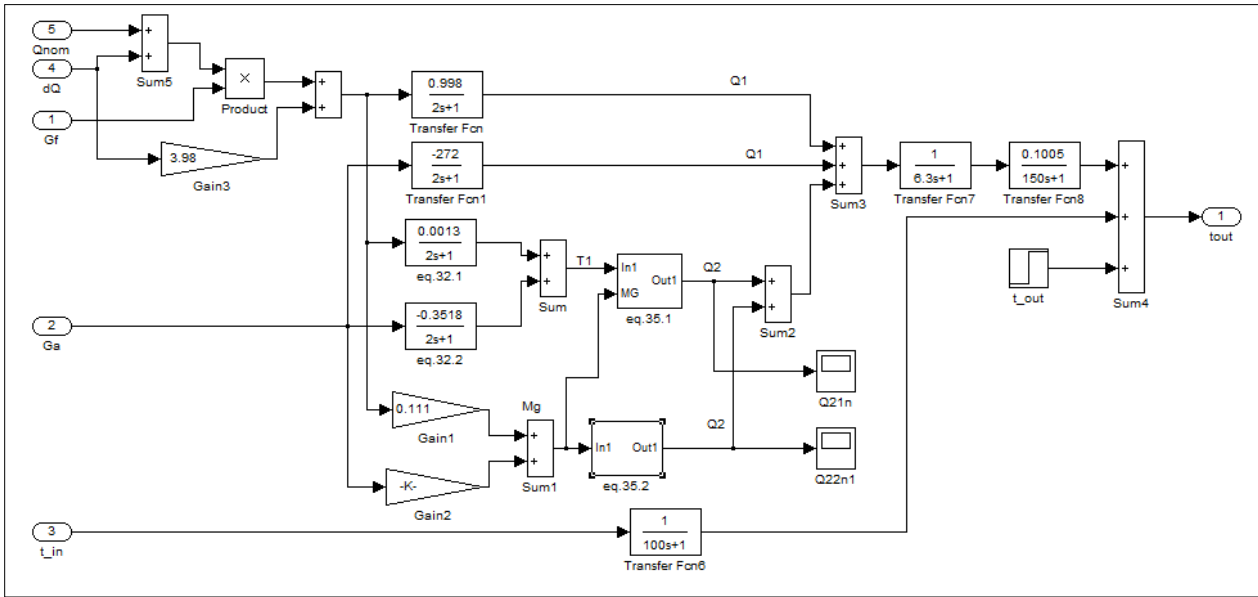 5
Qnom
4
dQ
1
Gf
+
+
Sum5
×
Product
+
+
3.98
Gain3
0.998
2s+1
Transfer Fcn
Q1
-272
2s+1
Transfer Fcn1
Q1
+
+
+
Sum3
1
6.3s+1
Transfer Fcn7
0.1005
150s+1
Transfer Fcn8
+
+
+
Sum4
1
tout
t_out
0.0013
2s+1
eq.32.1
-0.3518
2s+1
eq.32.2
+
+
Sum
T1
In1
MG
Out1
eq.35.1
Q2
+
+
Sum2
2
Ga
Q21n
0.111
Gain1
-K-
Gain2
Mg
+
+
Sum1
In1
Out1
eq.35.2
Q2
Q22n1
3
t_in
1
100s+1
Transfer Fcn6